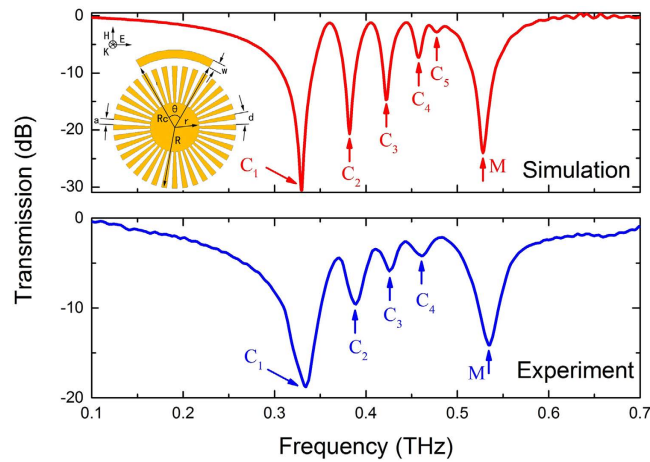 Transmission (dB)
0
-10
-20
-30
H
E
K
w
θ
a
Rc
r
d
R
C1
C2
C3
C4
C5
M
Simulation
0
-10
-20
C1
C2
C3
C4
M
Experiment
0.1 0.2 0.3 0.4 0.5 0.6 0.7
Frequency (THz)